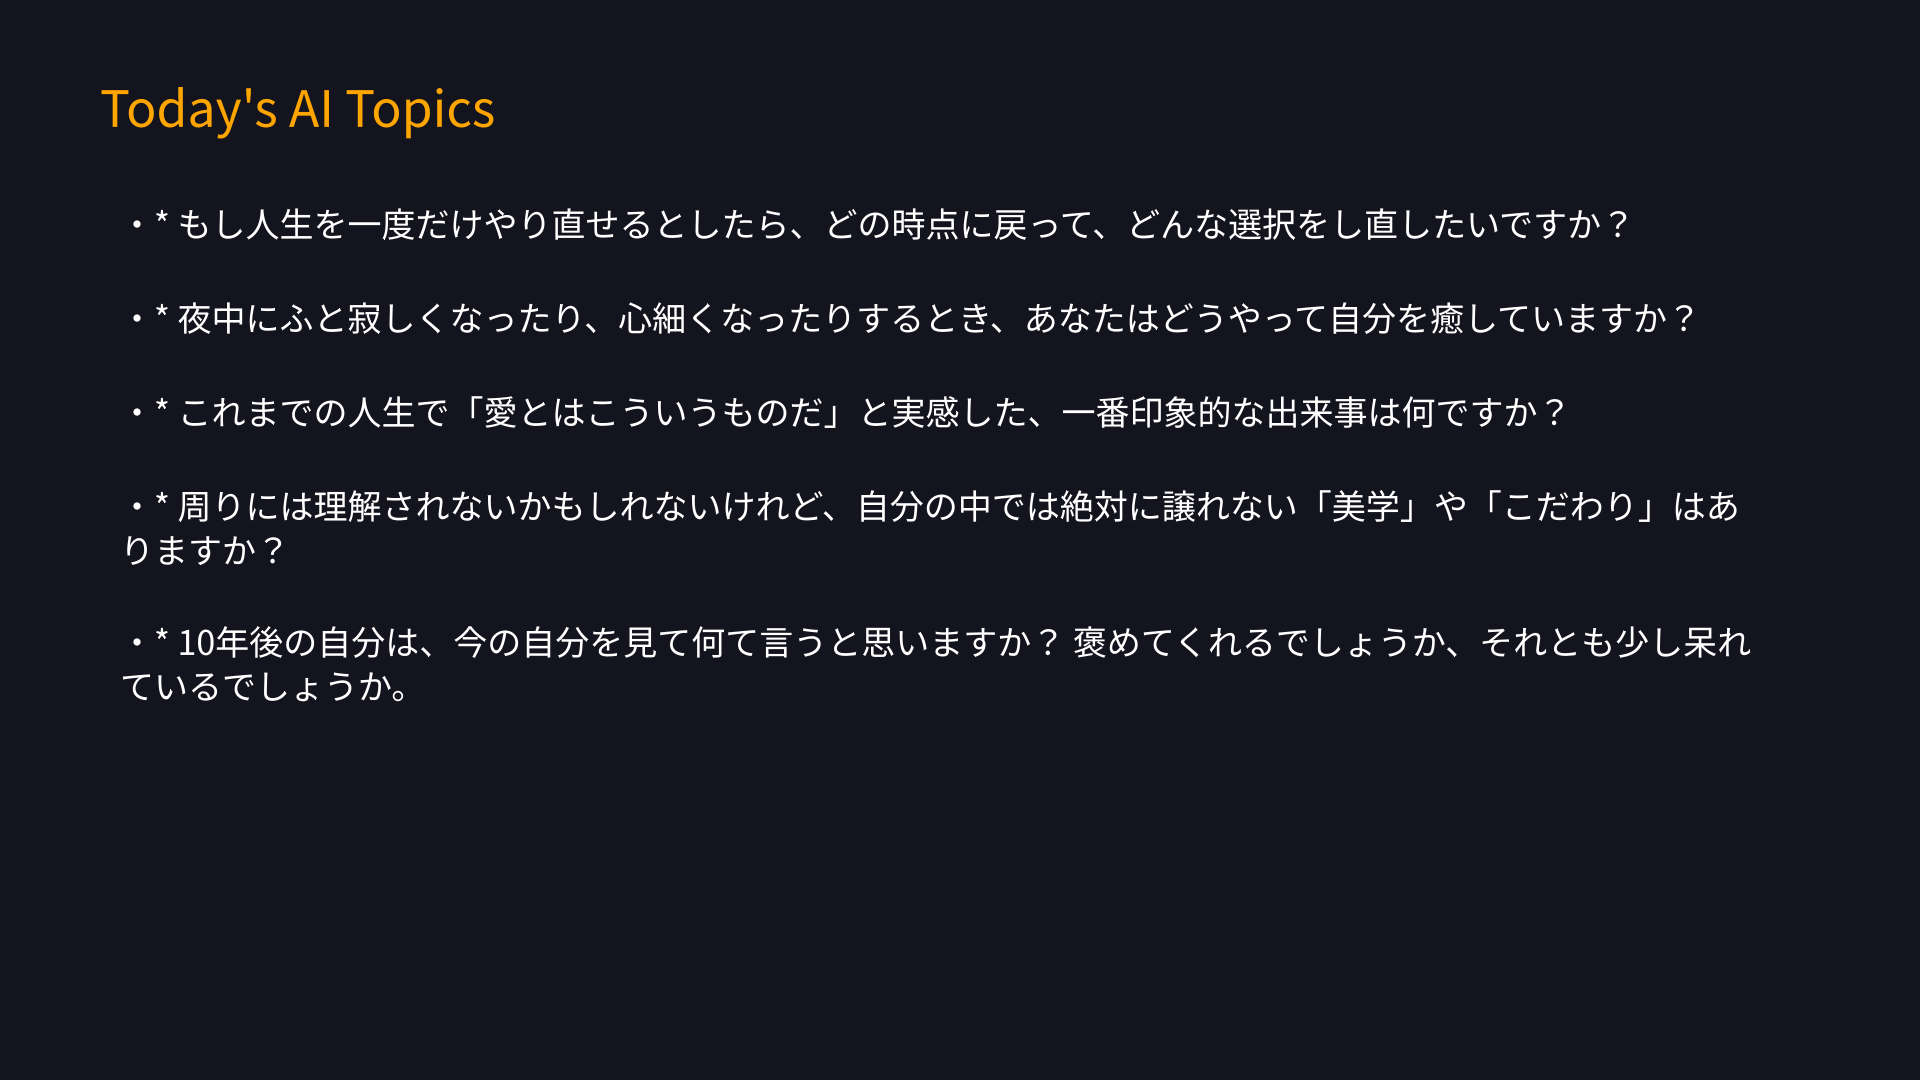 Today's AI Topics
・* もし人生を一度だけやり直せるとしたら、どの時点に戻って、どんな選択をし直したいですか？
・* 夜中にふと寂しくなったり、心細くなったりするとき、あなたはどうやって自分を癒していますか？
・* これまでの人生で「愛とはこういうものだ」と実感した、一番印象的な出来事は何ですか？
・* 周りには理解されないかもしれないけれど、自分の中では絶対に譲れない「美学」や「こだわり」はあ
りますか？
・* 10年後の自分は、今の自分を見て何て言うと思いますか？ 褒めてくれるでしょうか、それとも少し呆れ
ているでしょうか。